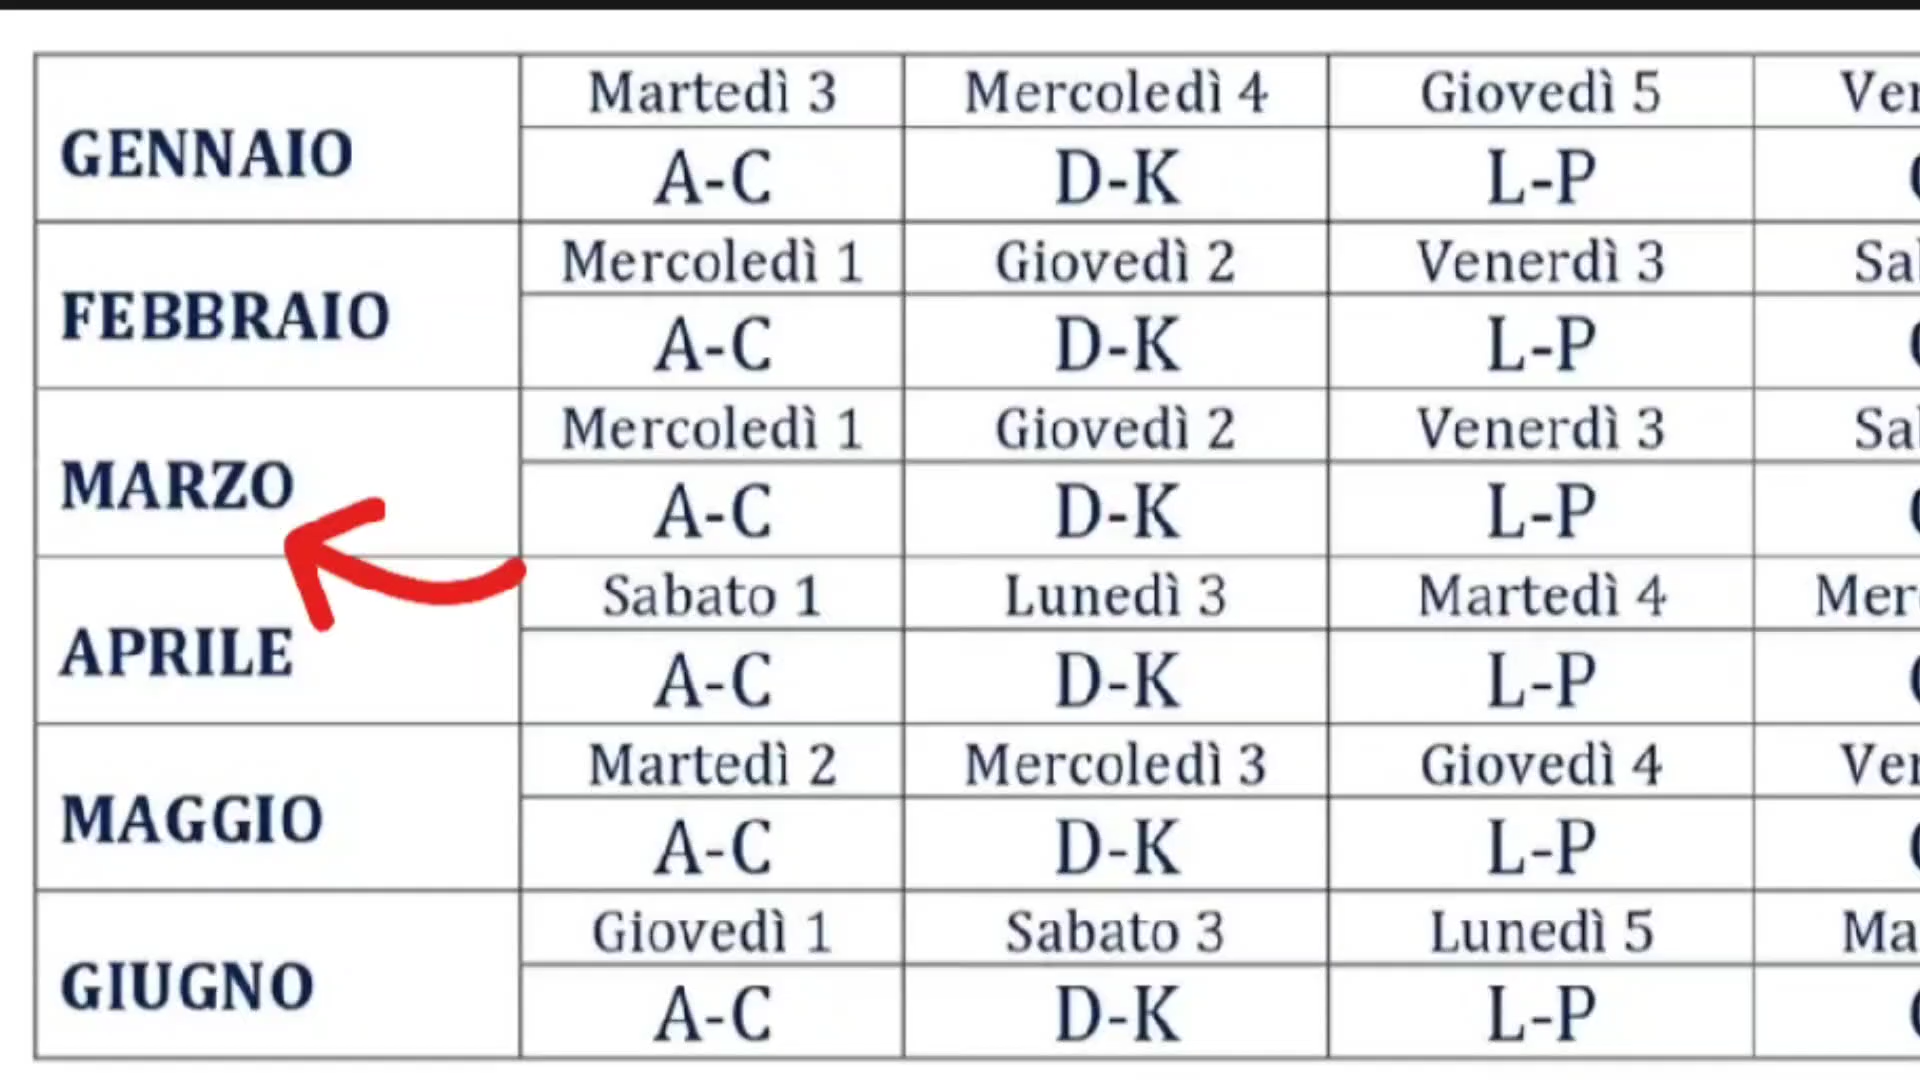 GENNAIO
Martedì 3 Mercoledì 4 Giovedì 5
A-C D-K L-P
FEBBRAIO
Mercoledì 1 Giovedì 2 Venerdì 3
A-C D-K L-P
MARZO
Mercoledì 1 Giovedì 2 Venerdì 3
A-C D-K L-P
APRILE
Sabato 1 Lunedì 3 Martedì 4
A-C D-K L-P
MAGGIO
Martedì 2 Mercoledì 3 Giovedì 4
A-C D-K L-P
GIUGNO
Giovedì 1 Sabato 3 Lunedì 5
A-C D-K L-P